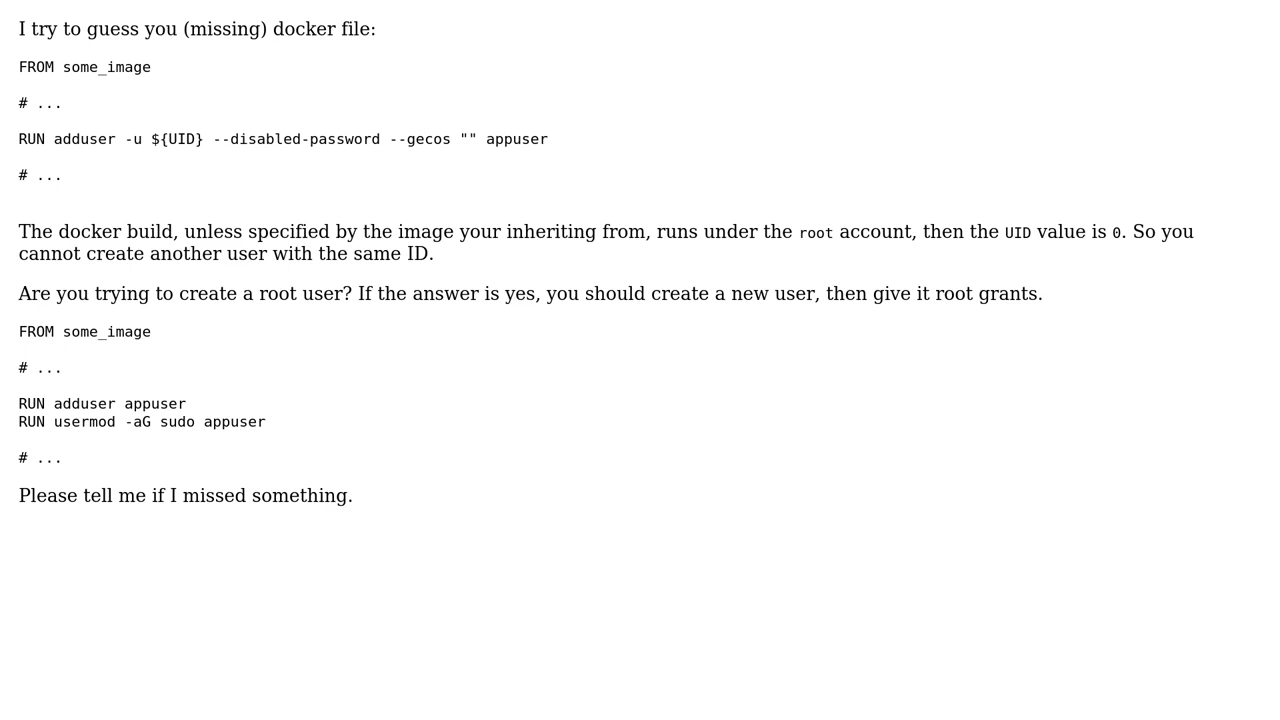 I try to guess you (missing) docker file:
FROM some_image
# ...
RUN adduser -u ${UID} --disabled-password --gecos "" appuser
# ...
The docker build, unless specified by the image your inheriting from, runs under the root account, then the UID value is 0. So you
cannot create another user with the same ID.
Are you trying to create a root user? If the answer is yes, you should create a new user, then give it root grants.
FROM some_image
# ...
RUN adduser appuser
RUN usermod -aG sudo appuser
# ...
Please tell me if I missed something.